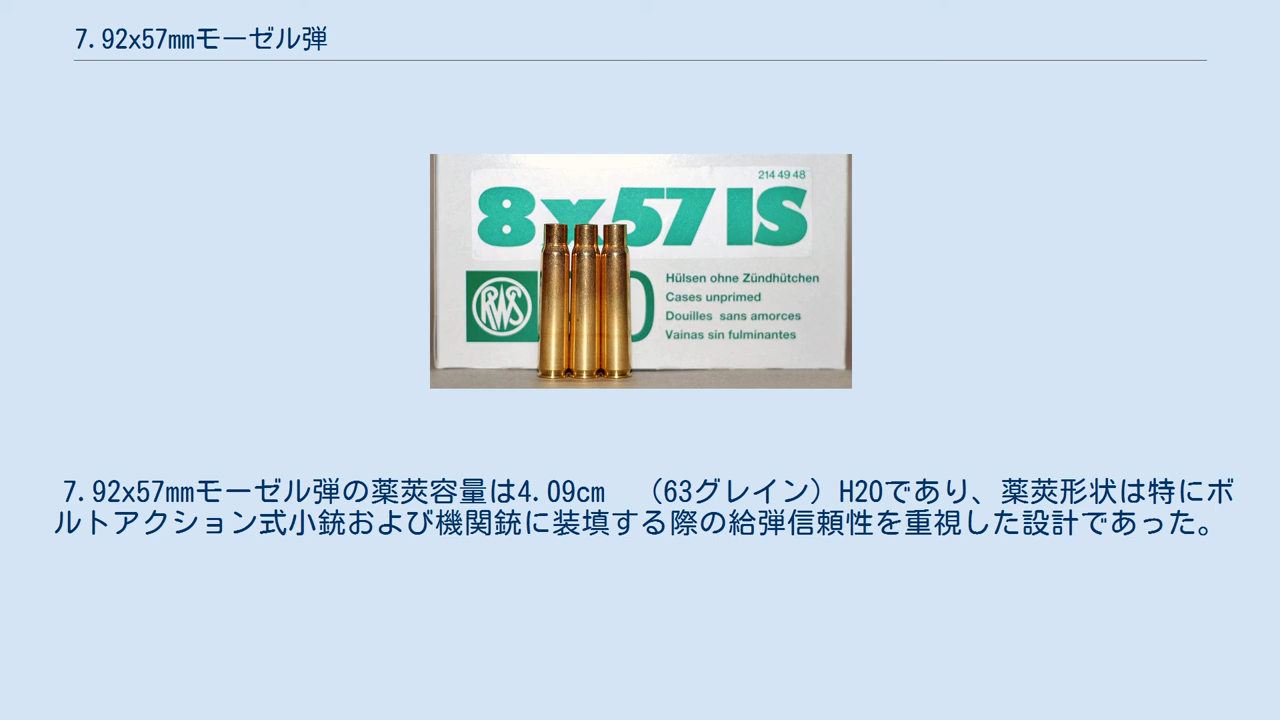 7.92x57mmモーゼル弾
214 49 48
8x57 IS
RWS
0
Hülsen ohne Zündhütchen
Cases unprimed
Douilles sans amorces
Vainas sin fulminantes
7.92x57mmモーゼル弾の薬莢容量は4.09cm　（63グレイン）H2Oであり、薬莢形状は特にボ
ルトアクション式小銃および機関銃に装填する際の給弾信頼性を重視した設計であった。